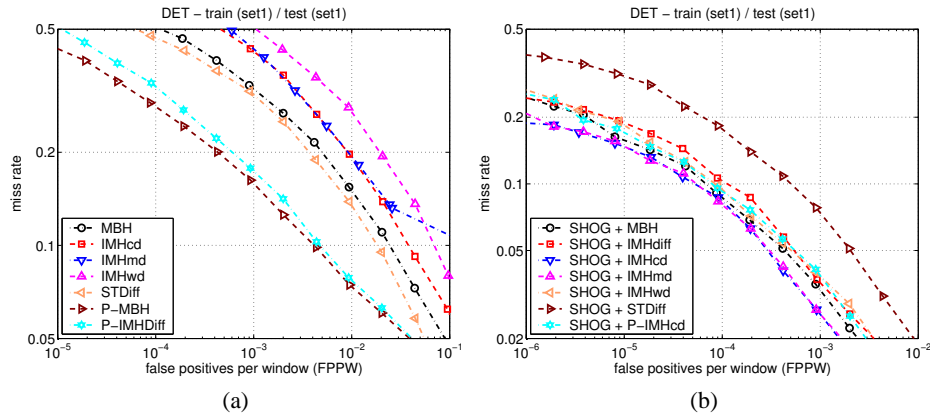 DET − train (set1) / test (set1)
0.5
0.2
0.1
0.05
miss rate
MBH
IMHcd
IMHmd
IMHwd
STDiff
P−MBH
P−IMHDiff
10−5
10−4
10−3
10−2
10−1
false positives per window (FPPW)
(a)
DET − train (set1) / test (set1)
0.5
0.2
0.1
0.05
0.02
miss rate
SHOG + MBH
SHOG + IMHdiff
SHOG + IMHcd
SHOG + IMHmd
SHOG + IMHwd
SHOG + STDiff
SHOG + P−IMHcd
10−6
10−5
10−4
10−3
10−2
false positives per window (FPPW)
(b)